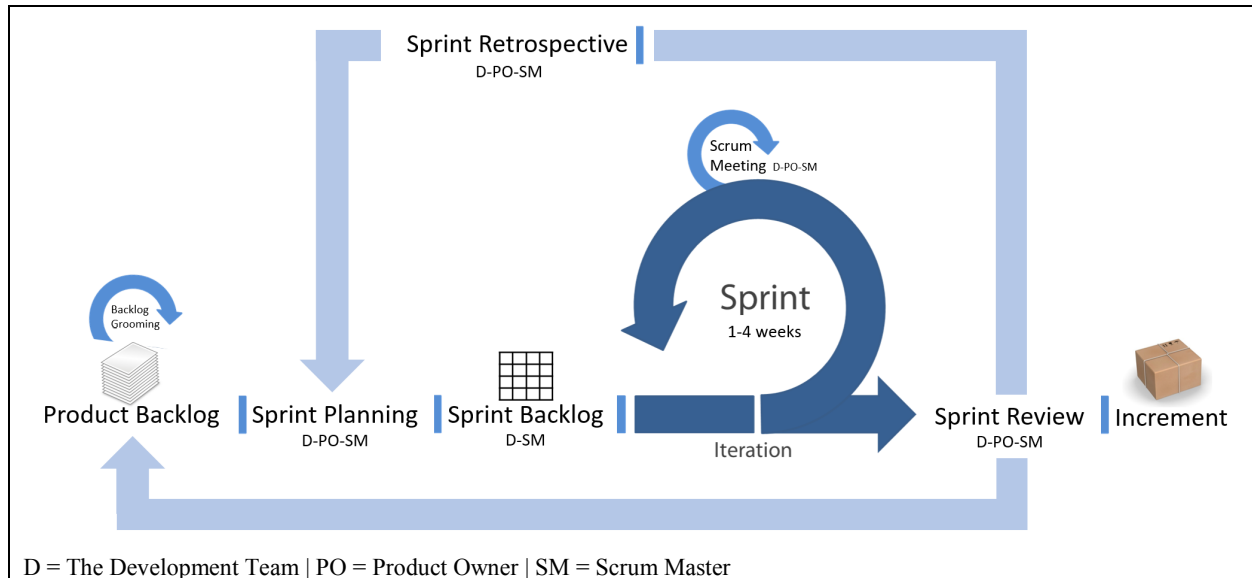 Sprint Retrospective
D-PO-SM
Scrum
Meeting D-PO-SM
Backlog
Grooming
Sprint
1-4 weeks
Product Backlog
Sprint Planning
D-PO-SM
Sprint Backlog
D-SM
Iteration
Sprint Review
D-PO-SM
Increment
D = The Development Team | PO = Product Owner | SM = Scrum Master